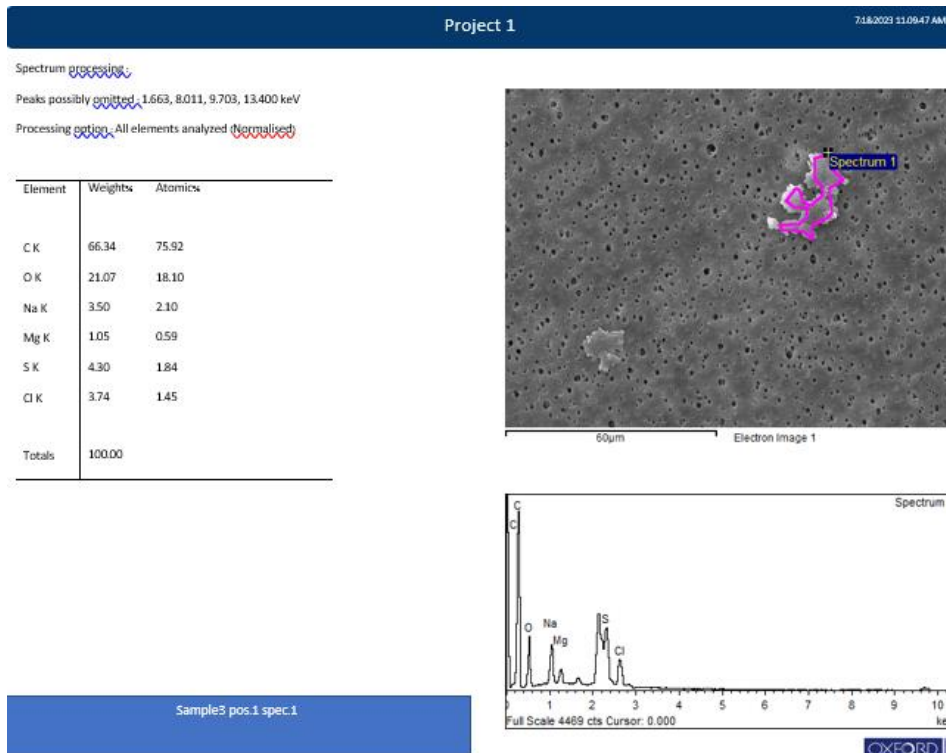 Project 1
7/18/2023 11:09:47 AM
Spectrum processing :
Peaks possibly omitted : 1.663, 8.011, 9.703, 13.400 keV
Processing option : All elements analyzed (Normalised)
Element Weight% Atomic%
C K 66.34 75.92
O K 21.07 18.10
Na K 3.50 2.10
Mg K 1.05 0.59
S K 4.30 1.84
Cl K 3.74 1.45
Totals 100.00
Spectrum 1
60µm Electron Image 1
Spectrum
C
C
O Na Mg S Cl
0 1 2 3 4 5 6 7 8 9 10
Full Scale 4469 cts Cursor: 0.000 ke
Sample3 pos.1 spec.1
OXFORD